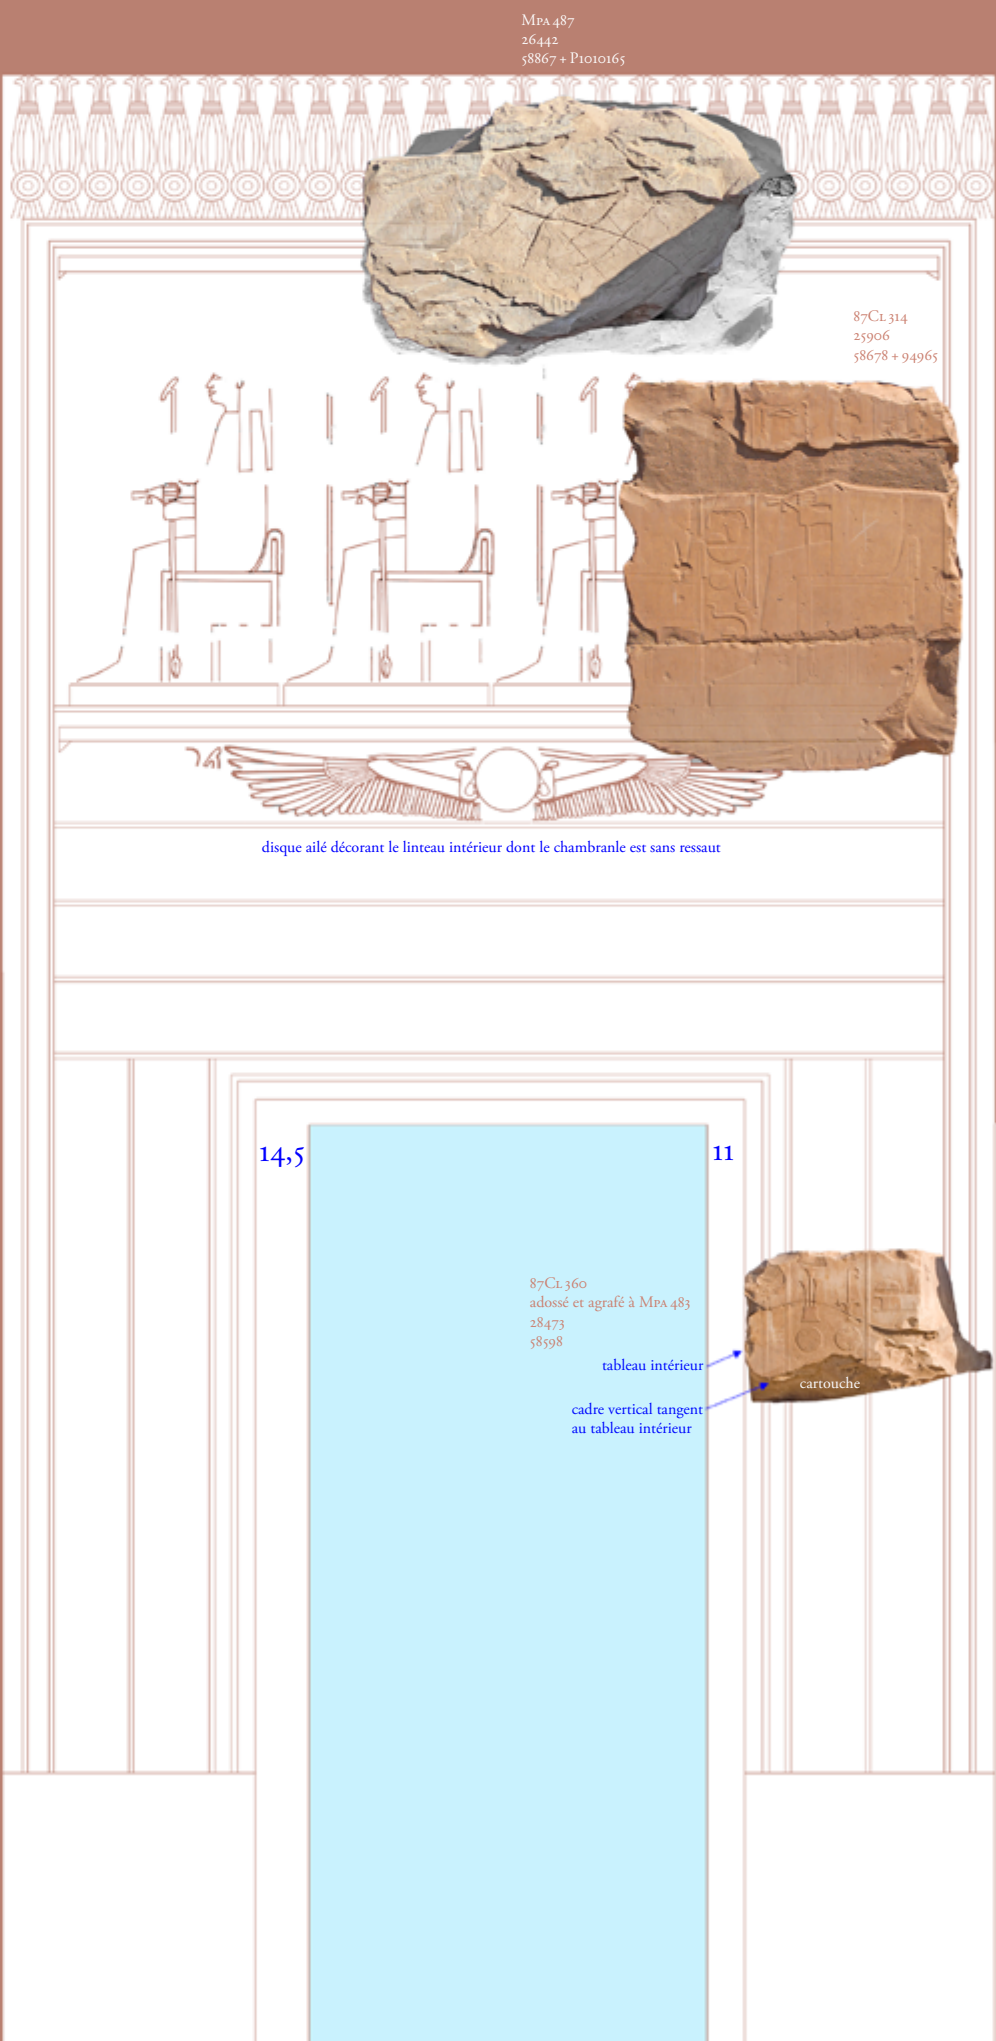 MPA 487
26442
58867 + P1010165
87CL 314
25906
58678 + 94965
disque ailé décorant le linteau intérieur dont le chambranle est sans ressaut
14,5
11
87CL 360
adossé et agrafé à MPA 483
28473
58598
tableau intérieur
cartouche
cadre vertical tangent
au tableau intérieur